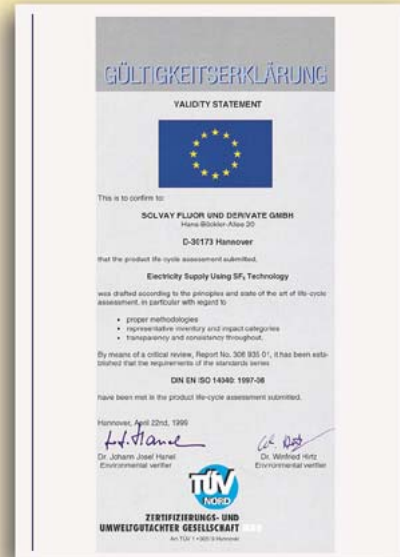 GÜLTIGKEITSERKLÄRUNG
VALIDITY STATEMENT
This is to confirm to:
SOLVAY FLUOR UND DERIVATE GMBH
Hans-Böckler-Allee 20
D-30173 Hannover
that the product life-cycle assessment submitted,
Electricity Supply Using SF₆ Technology
was drafted according to the principles and state of the art of life-cycle
assessment, in particular with regard to
• proper methodologies
• representative inventory and impact categories
• transparency and consistency throughout.
By means of a critical review, Report No. 306 935 01, it has been estab-
lished that the requirements of the standards series
DIN EN ISO 14040: 1997-08
have been met in the product life-cycle assessment submitted.
Hannover, April 22nd, 1999
Dr. Johann Josef Hanel
Environmental verifier
Dr. Winfried Hirtz
Environmental verifier
TÜV
NORD
ZERTIFIZIERUNGS- UND
UMWELTGUTACHTER GESELLSCHAFT
Am TÜV 1 Hannover